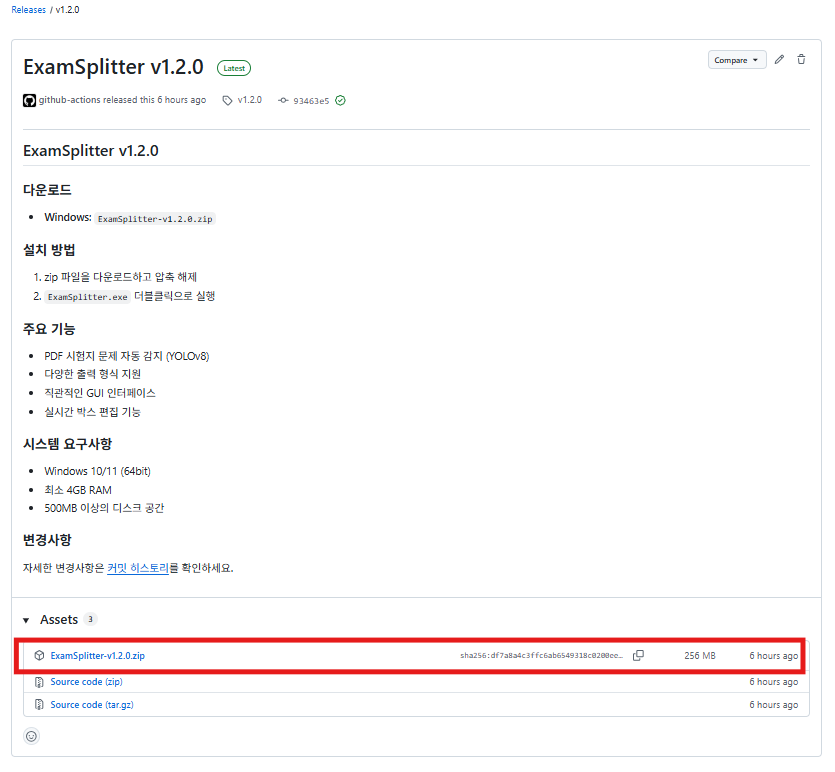 Releases / v1.2.0
ExamSplitter v1.2.0 Latest
Compare
github-actions released this 6 hours ago v1.2.0 93463e5
ExamSplitter v1.2.0
다운로드
Windows: ExamSplitter-v1.2.0.zip
설치 방법
1. zip 파일을 다운로드하고 압축 해제
2. ExamSplitter.exe 더블클릭으로 실행
주요 기능
PDF 시험지 문제 자동 감지 (YOLOv8)
다양한 출력 형식 지원
직관적인 GUI 인터페이스
실시간 박스 편집 기능
시스템 요구사항
Windows 10/11 (64bit)
최소 4GB RAM
500MB 이상의 디스크 공간
변경사항
자세한 변경사항은 커밋 히스토리를 확인하세요.
Assets 3
ExamSplitter-v1.2.0.zip sha256:df7a8a4c3ffc6ab6549318c0200ee… 256 MB 6 hours ago
Source code (zip) 6 hours ago
Source code (tar.gz) 6 hours ago